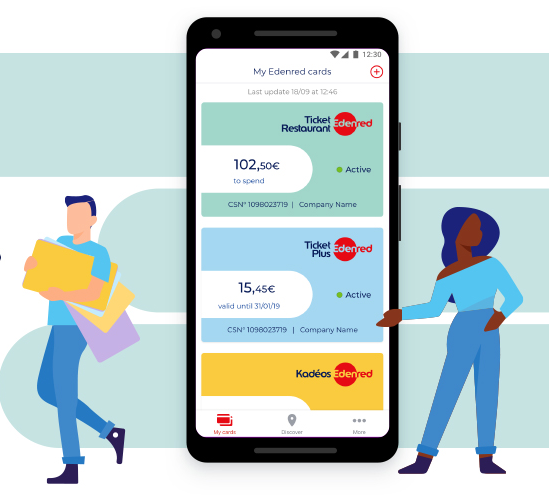 12:30
My Edenred cards
Last update 18/09 at 12:46
Ticket
Restaurant Edenred
102,50€
to spend
Active
CSN° 1098023719 | Company Name
Ticket
Plus Edenred
15,45€
valid until 31/01/19
Active
CSN° 1098023719 | Company Name
Kadéos Edenred
My cards
Discover
More